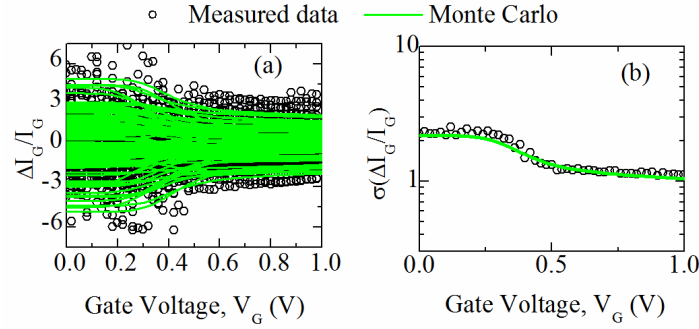 Measured data Monte Carlo
(a)
6
3
0
-3
-6
ΔI_G/I_G
0.0 0.2 0.4 0.6 0.8 1.0
Gate Voltage, V_G (V)
(b)
10
1
σ(ΔI_G/I_G)
0.0 0.5 1.0
Gate Voltage, V_G (V)